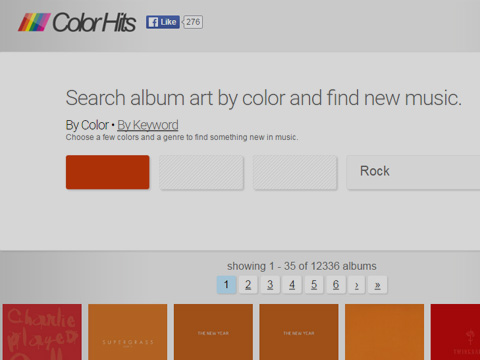 Color Hits
Like 276
Search album art by color and find new music.
By Color • By Keyword
Choose a few colors and a genre to find something new in music.
Rock
showing 1 - 35 of 12336 albums
1 2 3 4 5 6 › »
Charlie
played
SUPERGRASS
THE NEW YEAR
THE NEW YEAR